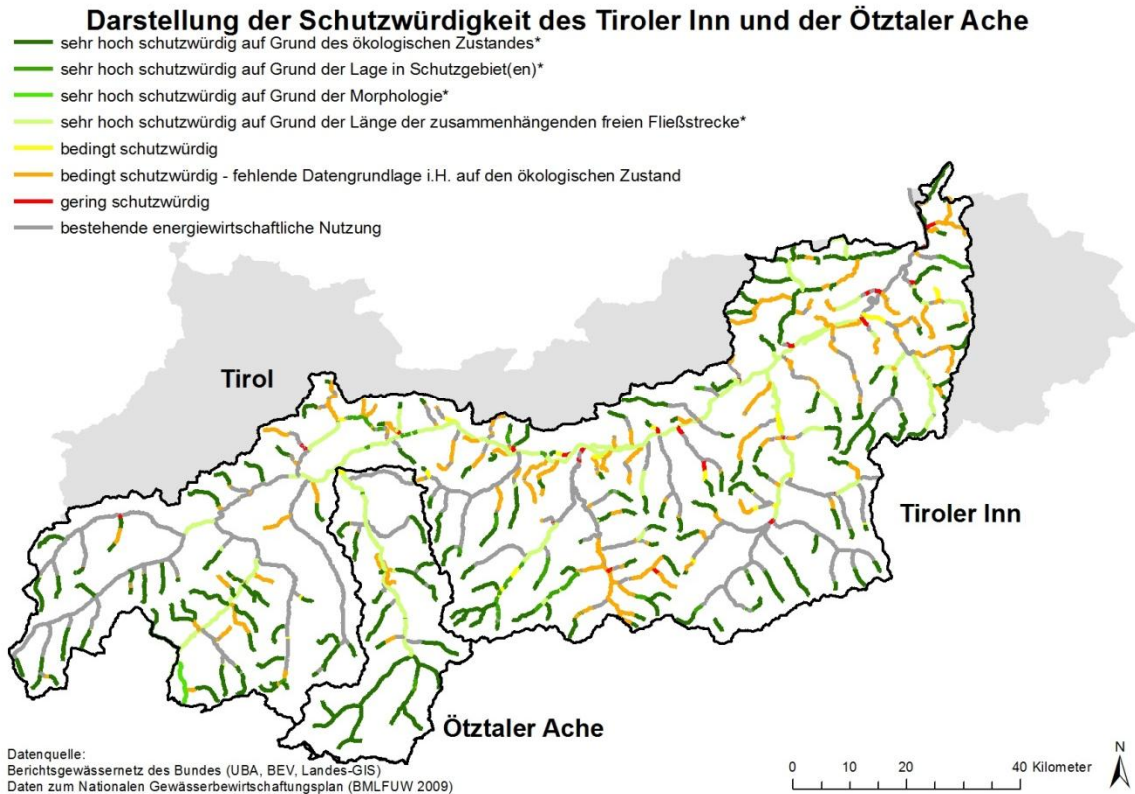 Darstellung der Schutzwürdigkeit des Tiroler Inn und der Ötztaler Ache
sehr hoch schutzwürdig auf Grund des ökologischen Zustandes*
sehr hoch schutzwürdig auf Grund der Lage in Schutzgebiet(en)*
sehr hoch schutzwürdig auf Grund der Morphologie*
sehr hoch schutzwürdig auf Grund der Länge der zusammenhängenden freien Fließstrecke*
bedingt schutzwürdig
bedingt schutzwürdig - fehlende Datengrundlage i.H. auf den ökologischen Zustand
gering schutzwürdig
bestehende energiewirtschaftliche Nutzung
Tirol
Tiroler Inn
Ötztaler Ache
Datenquelle:
Berichtsgewässernetz des Bundes (UBA, BEV, Landes-GIS)
Daten zum Nationalen Gewässerbewirtschaftungsplan (BMLFUW 2009)
0 10 20 40 Kilometer
N